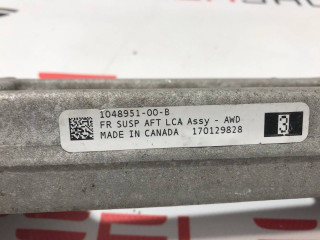 1048951-00-B
FR SUSP AFT LCA Assy - AWD
MADE IN CANADA 170129828
3